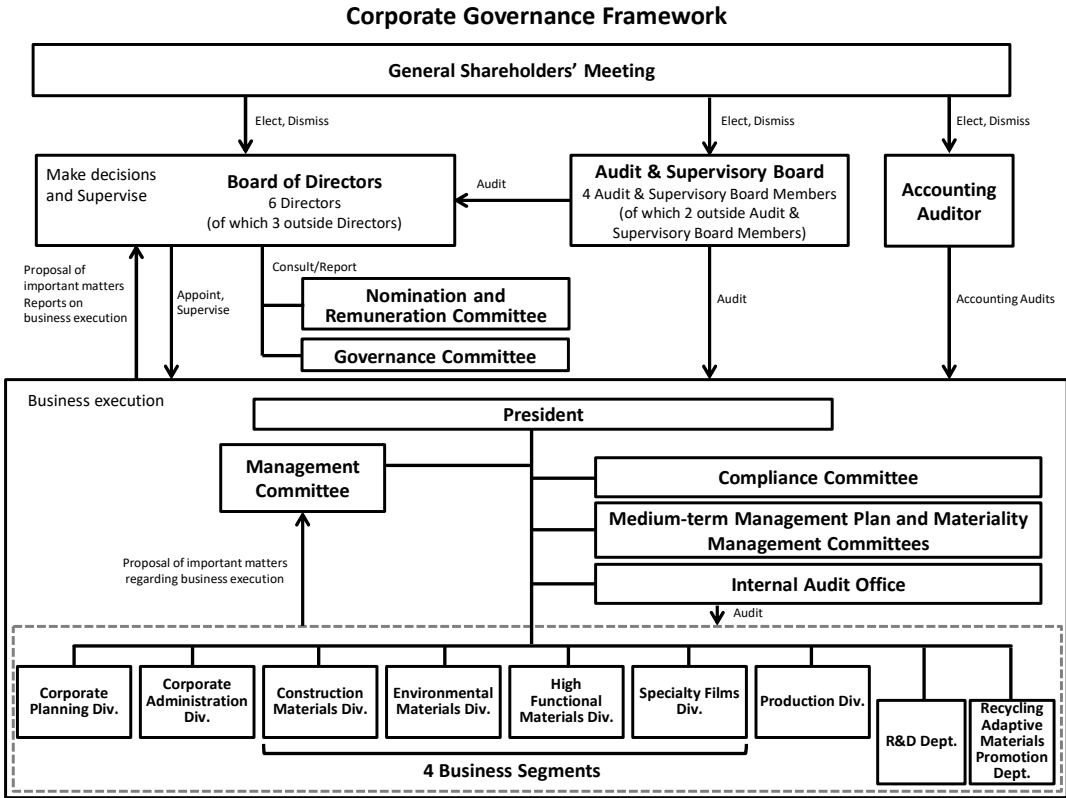 Corporate Governance Framework
General Shareholders’ Meeting
Elect, Dismiss
Elect, Dismiss
Elect, Dismiss
Make decisions
and Supervise
Board of Directors
6 Directors
(of which 3 outside Directors)
Audit
Audit & Supervisory Board
4 Audit & Supervisory Board Members
(of which 2 outside Audit &
Supervisory Board Members)
Accounting
Auditor
Proposal of
important matters
Reports on
business execution
Appoint,
Supervise
Consult/Report
Nomination and
Remuneration Committee
Governance Committee
Audit
Accounting Audits
Business execution
President
Management
Committee
Compliance Committee
Medium-term Management Plan and Materiality
Management Committees
Proposal of important matters
regarding business execution
Internal Audit Office
Audit
Corporate
Planning Div.
Corporate
Administration
Div.
Construction
Materials Div.
Environmental
Materials Div.
High
Functional
Materials Div.
Specialty Films
Div.
Production Div.
R&D Dept.
Recycling
Adaptive
Materials
Promotion
Dept.
4 Business Segments